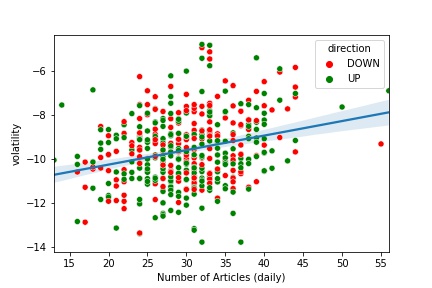 direction
DOWN
UP
−6
−8
−10
−12
−14
volatility
15 20 25 30 35 40 45 50 55
Number of Articles (daily)